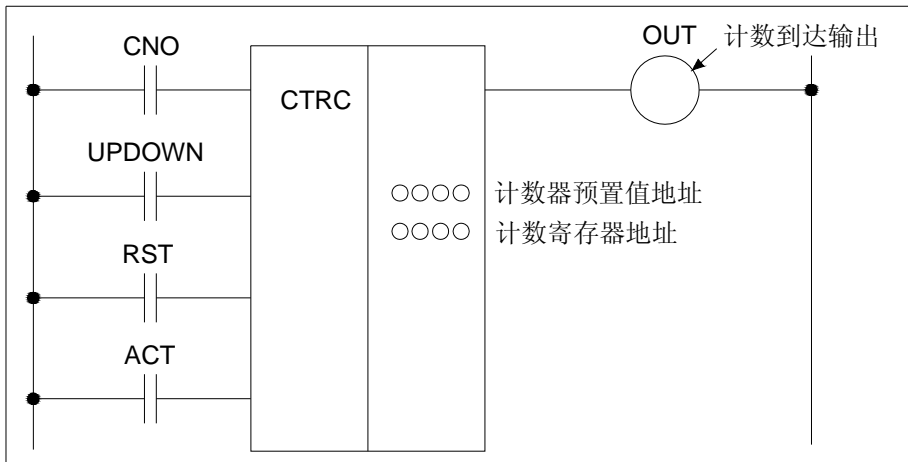 CNO
OUT
计数到达输出
CTRC
UPDOWN
○○○○ 计数器预置值地址
○○○○ 计数寄存器地址
RST
ACT